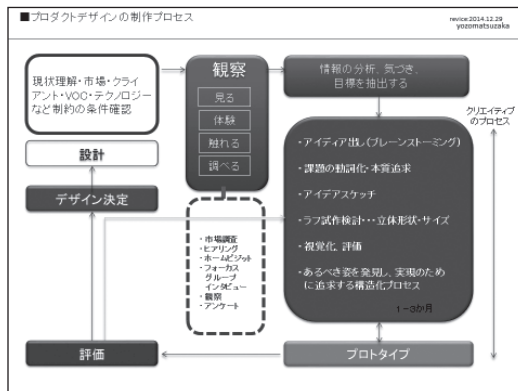 ■プロダクトデザインの制作プロセス
revice:2014.12.29
yozomatsuzaka
現状理解・市場・クライ
アント・VOC・テクノロジー
など制約の条件確認
観察
見る
体験
触れる
調べる
情報の分析、気づき、
目標を抽出する
クリエイティブ
のプロセス
・アイディア出し(ブレーンストーミング)
・課題の動詞化・本質追求
・アイデアスケッチ
・ラフ試作検討・・・立体形状・サイズ
・視覚化、評価
・あるべき姿を発見し、実現のため
に追求する構造化プロセス
1-3か月
設計
デザイン決定
・市場調査
・ヒアリング
・ホームビジット
・フォーカス
グループ
インタビュー
・観察
・アンケート
評価
プロトタイプ